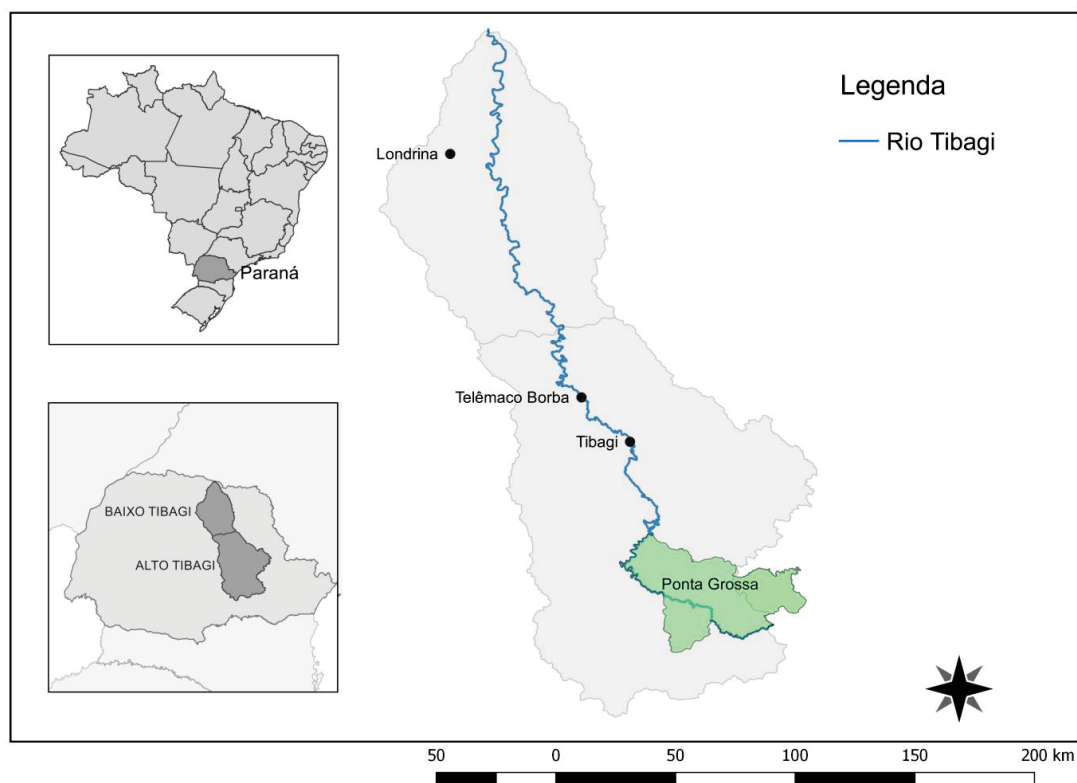 Paraná
BAIXO TIBAGI
ALTO TIBAGI
Londrina
Telêmaco Borba
Tibagi
Ponta Grossa
Legenda
Rio Tibagi
50 0 50 100 150 200 km